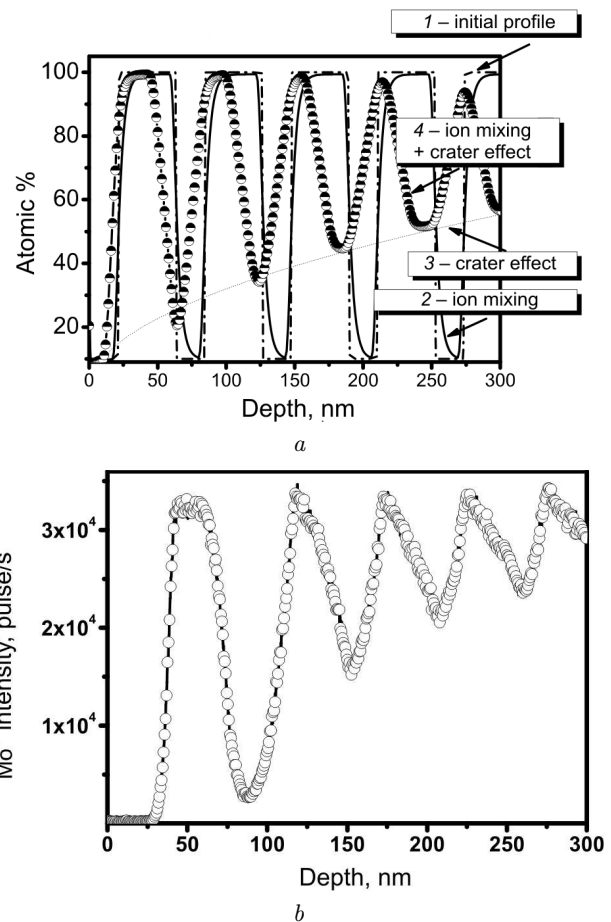 1 – initial profile
100
80
60
40
20
Atomic %
4 – ion mixing
+ crater effect
3 – crater effect
2 – ion mixing
0 50 100 150 200 250 300
Depth, nm
a
3x10⁴
2x10⁴
1x10⁴
intensity, pulse/s
0 50 100 150 200 250 300
Depth, nm
b